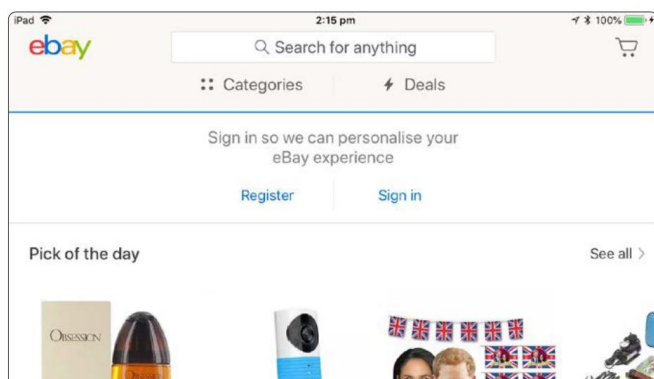 iPad 2:15 pm 100%
ebay
Search for anything
Categories Deals
Sign in so we can personalise your
eBay experience
Register Sign in
Pick of the day See all >
OBSESSION